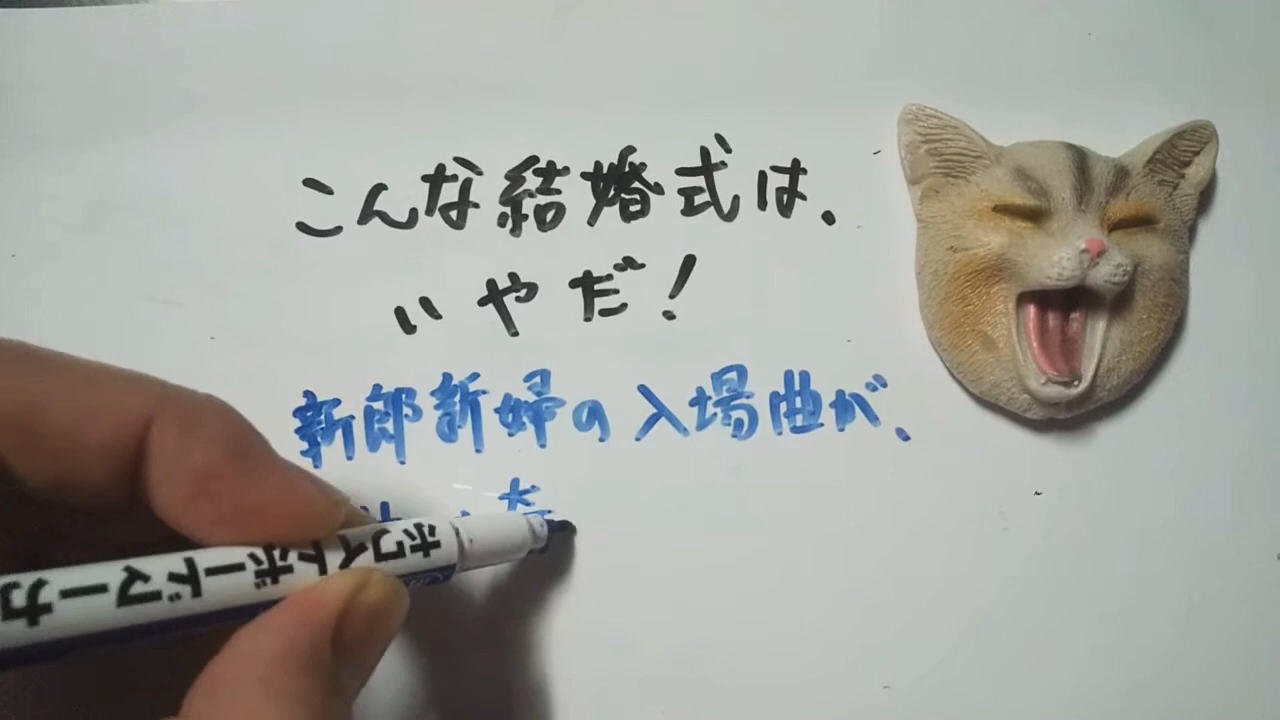 こんな結婚式は、
いやだ!
新郎新婦の入場曲が、
ホワイトボードマーカ